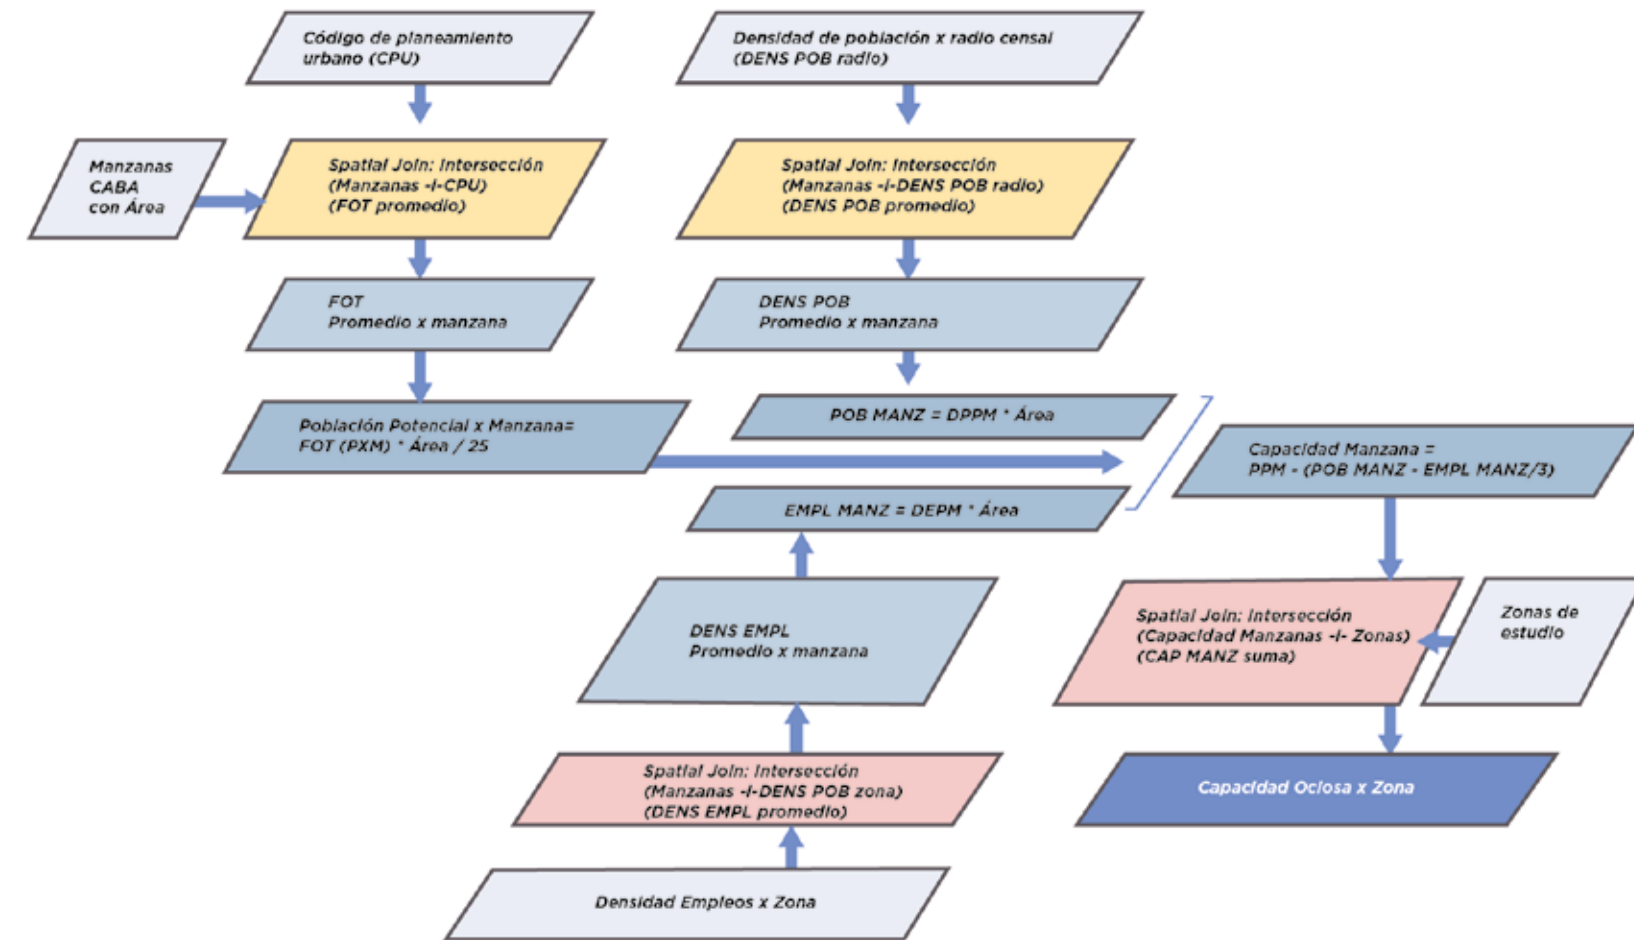 Código de planeamiento
urbano (CPU)
Densidad de población x radio censal
(DENS POB radio)
Manzanas
CABA
con Área
Spatial Join: Intersección
(Manzanas -i-CPU)
(FOT promedio)
Spatial Join: Intersección
(Manzanas -i-DENS POB radio)
(DENS POB promedio)
FOT
Promedio x manzana
DENS POB
Promedio x manzana
Población Potencial x Manzana=
FOT (PXM) * Área / 25
POB MANZ = DPPM * Área
Capacidad Manzana =
PPM - (POB MANZ - EMPL MANZ/3)
EMPL MANZ = DEPM * Área
DENS EMPL
Promedio x manzana
Spatial Join: Intersección
(Capacidad Manzanas -i- Zonas)
(CAP MANZ suma)
Zonas de
estudio
Spatial Join: Intersección
(Manzanas -i-DENS POB zona)
(DENS EMPL promedio)
Capacidad Ociosa x Zona
Densidad Empleos x Zona